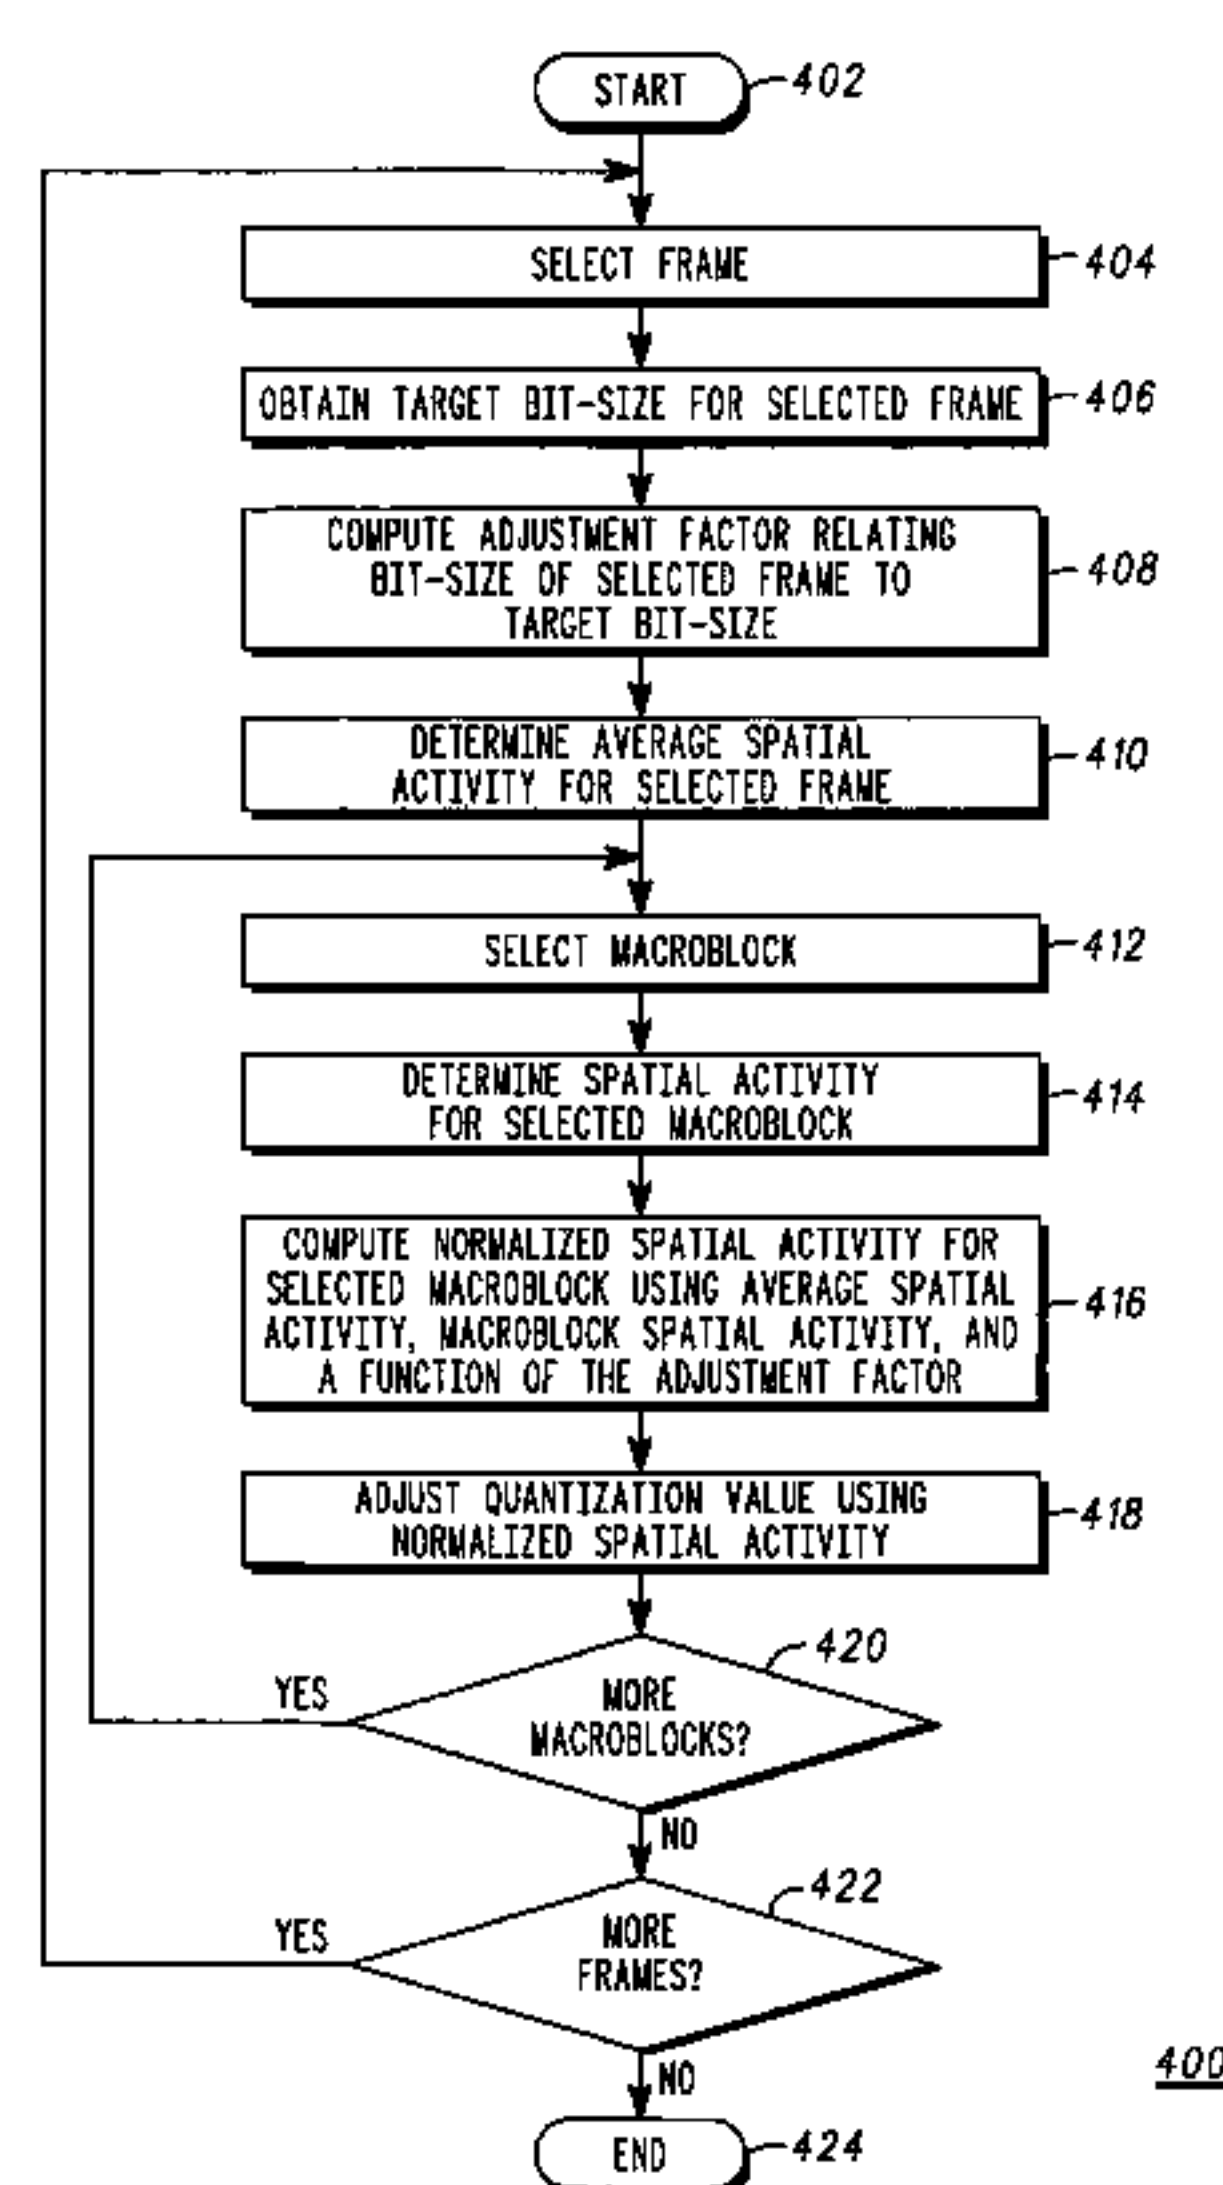 START
402
SELECT FRAME
404
OBTAIN TARGET BIT-SIZE FOR SELECTED FRAME
406
COMPUTE ADJUSTMENT FACTOR RELATING
BIT-SIZE OF SELECTED FRAME TO
TARGET BIT-SIZE
408
DETERMINE AVERAGE SPATIAL
ACTIVITY FOR SELECTED FRAME
410
SELECT MACROBLOCK
412
DETERMINE SPATIAL ACTIVITY
FOR SELECTED MACROBLOCK
414
COMPUTE NORMALIZED SPATIAL ACTIVITY FOR
SELECTED MACROBLOCK USING AVERAGE SPATIAL
ACTIVITY, MACROBLOCK SPATIAL ACTIVITY, AND
A FUNCTION OF THE ADJUSTMENT FACTOR
416
ADJUST QUANTIZATION VALUE USING
NORMALIZED SPATIAL ACTIVITY
418
420
YES
MORE
MACROBLOCKS?
NO
422
YES
MORE
FRAMES?
NO
400
END
424